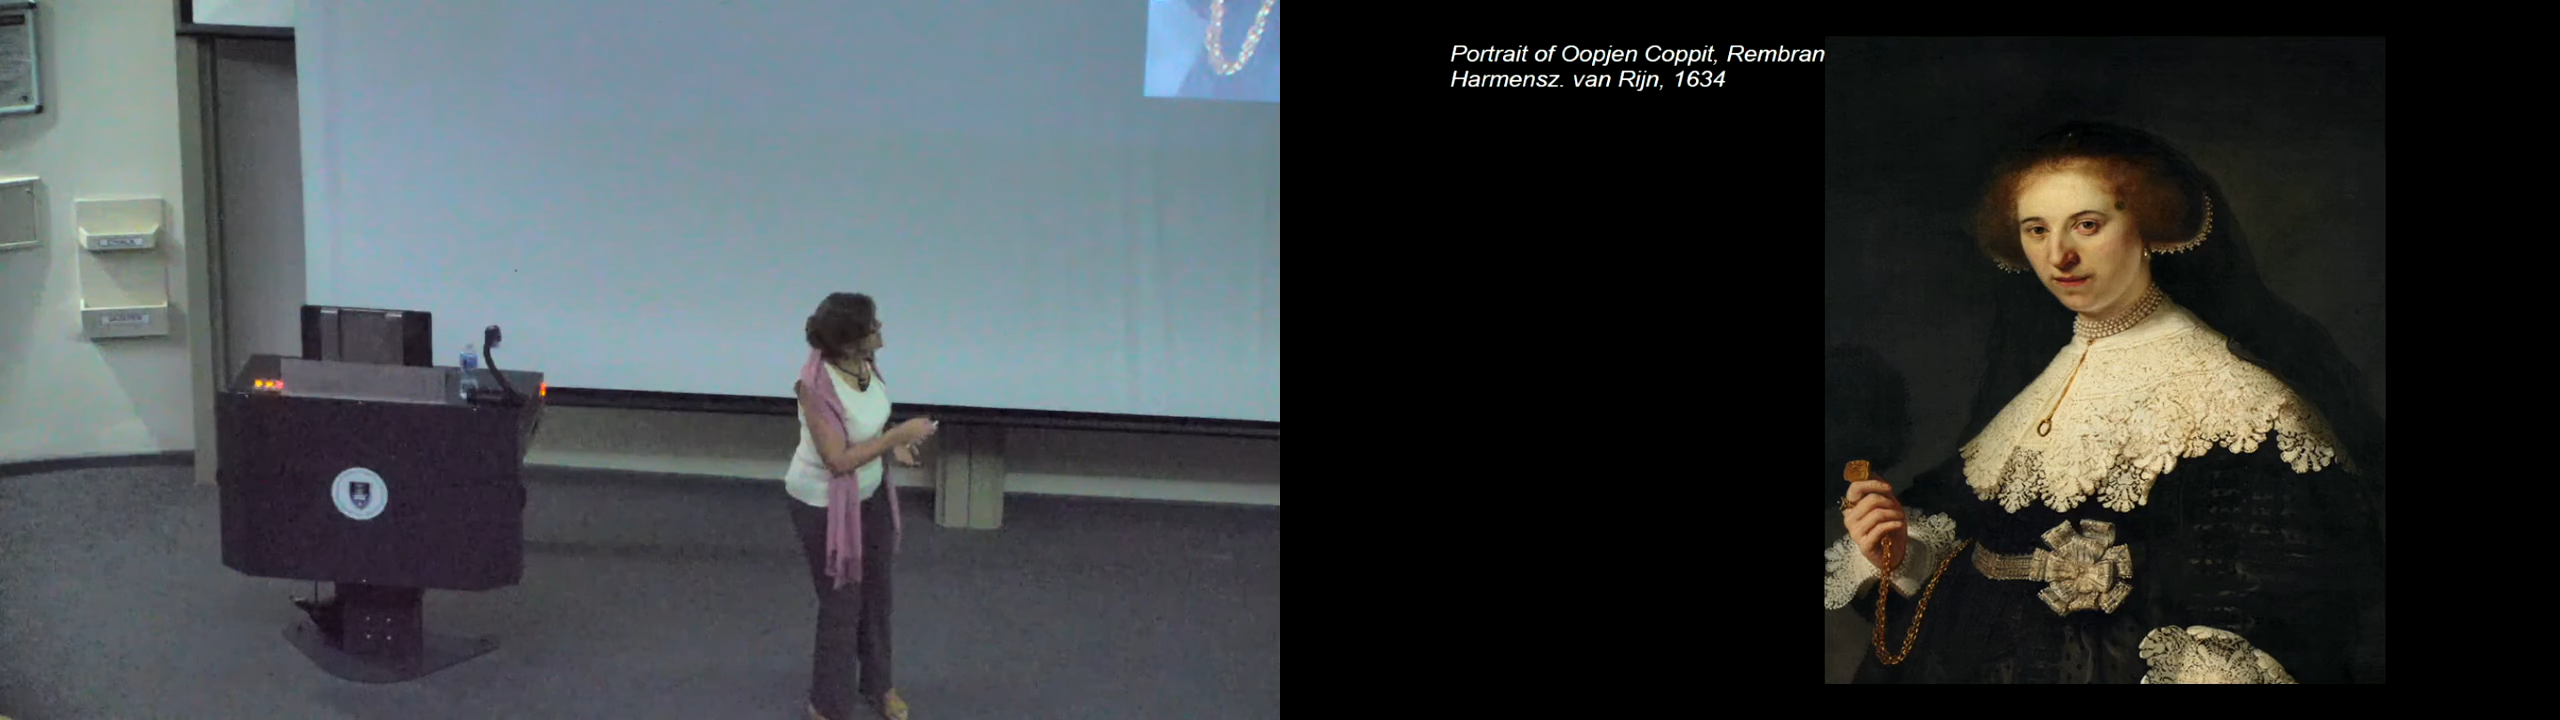 Portrait of Oopjen Coppit, Rembran
Harmensz. van Rijn, 1634